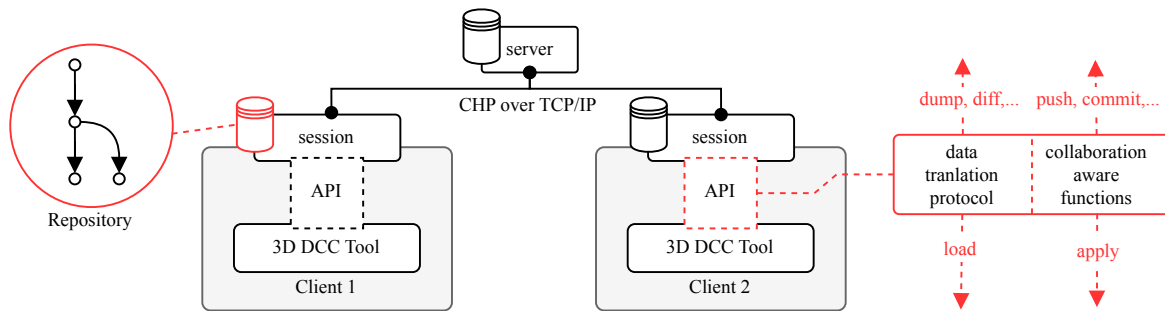 server
CHP over TCP/IP
session
API
3D DCC Tool
Client 1
Repository
session
API
3D DCC Tool
Client 2
dump, diff,...
push, commit,...
data
tranlation
protocol
collaboration
aware
functions
load
apply